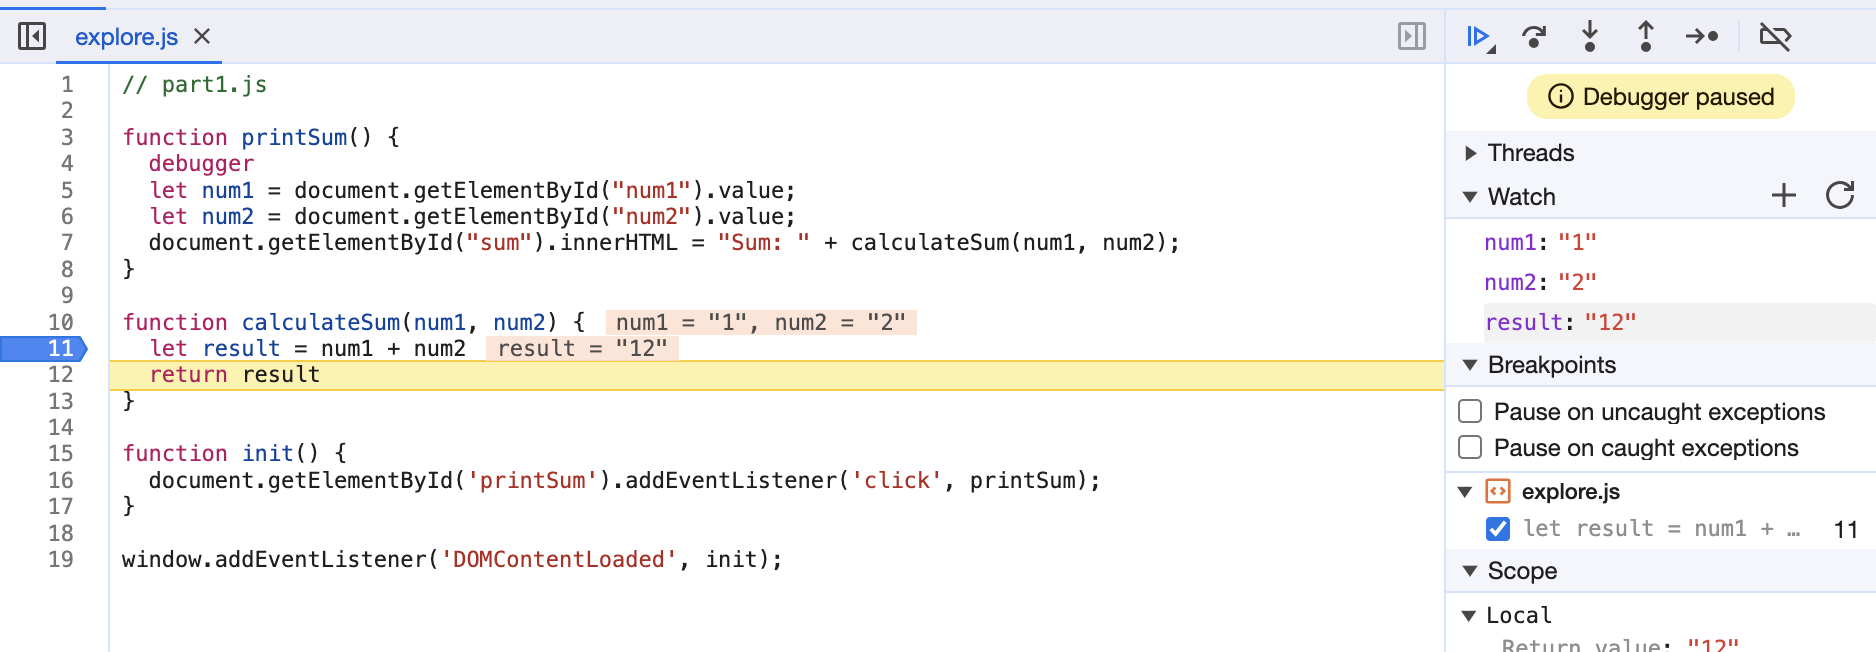 explore.js
1 // part1.js
2
3 function printSum() {
4   debugger
5   let num1 = document.getElementById("num1").value;
6   let num2 = document.getElementById("num2").value;
7   document.getElementById("sum").innerHTML = "Sum: " + calculateSum(num1, num2);
8 }
9
10 function calculateSum(num1, num2) {  num1 = "1", num2 = "2"
11   let result = num1 + num2  result = "12"
12   return result
13 }
14
15 function init() {
16   document.getElementById('printSum').addEventListener('click', printSum);
17 }
18
19 window.addEventListener('DOMContentLoaded', init);
Debugger paused
Threads
Watch
num1: "1"
num2: "2"
result: "12"
Breakpoints
Pause on uncaught exceptions
Pause on caught exceptions
explore.js
let result = num1 + … 11
Scope
Local
Return value: "12"